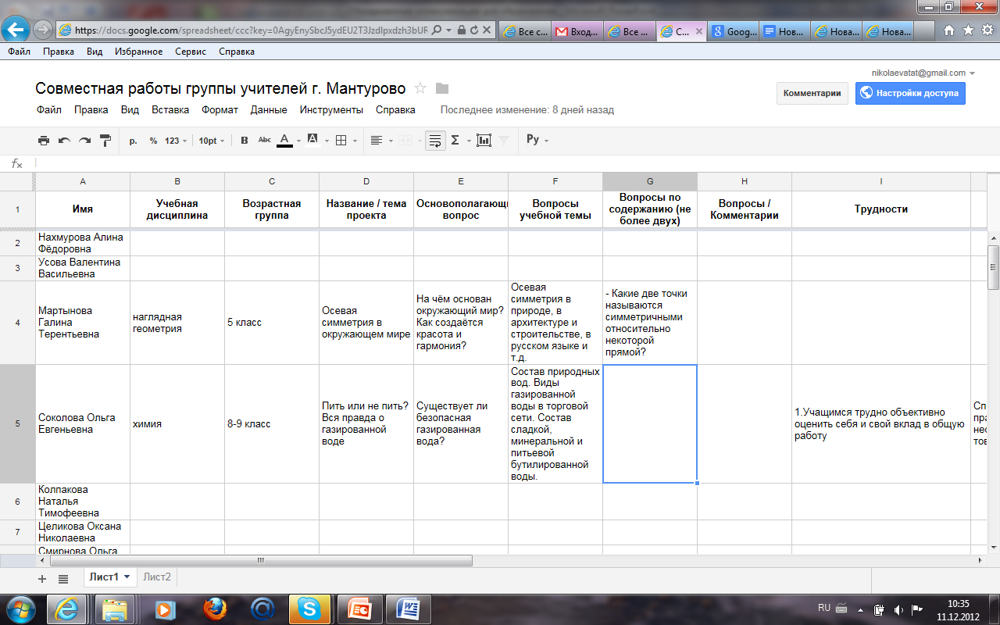 https://docs.google.com/spreadsheet/ccc?key=0AgyEnySbcJ5ydEU2T3JzdlpxdzhbUF
Все с...
Вход...
Все ...
С...
Goog...
Нов...
Нова...
Нова...
Файл Правка Вид Избранное Сервис Справка
nikolaevatat@gmail.com
Совместная работы группы учителей г. Мантурово
Комментарии
Настройки доступа
Файл Правка Вид Вставка Формат Данные Инструменты Справка Последнее изменение: 8 дней назад
р. % 123 10pt B Abc A A Σ Ру
fx
A B C D E F G H I
1
Имя
Учебная
дисциплина
Возрастная
группа
Название / тема
проекта
Основополагающ
вопрос
Вопросы
учебной темы
Вопросы по
содержанию (не
более двух)
Вопросы /
Комментарии
Трудности
2
Нахмурова Алина
Фёдоровна
3
Усова Валентина
Васильевна
4
Мартынова
Галина
Терентьевна
наглядная
геометрия
5 класс
Осевая
симметрия в
окружающем мире
На чём основан
окружающий мир?
Как создаётся
красота и
гармония?
Осевая
симметрия в
природе, в
архитектуре и
строительстве, в
русском языке и
т.д.
- Какие две точки
называются
симметричными
относительно
некоторой
прямой?
5
Соколова Ольга
Евгеньевна
химия
8-9 класс
Пить или не пить?
Вся правда о
газированной
воде
Существует ли
безопасная
газированная
вода?
Состав природных
вод. Виды
газированной
воды в торговой
сети. Состав
сладкой,
минеральной и
питьевой
бутилированной
воды.
1.Учащимся трудно объективно
оценить себя и свой вклад в общую
работу
Сп
пра
нес
тов
6
Колпакова
Наталья
Тимофеевна
7
Целикова Оксана
Николаевна
Смирнова Ольга
Лист1
Лист2
RU
10:35
11.12.2012